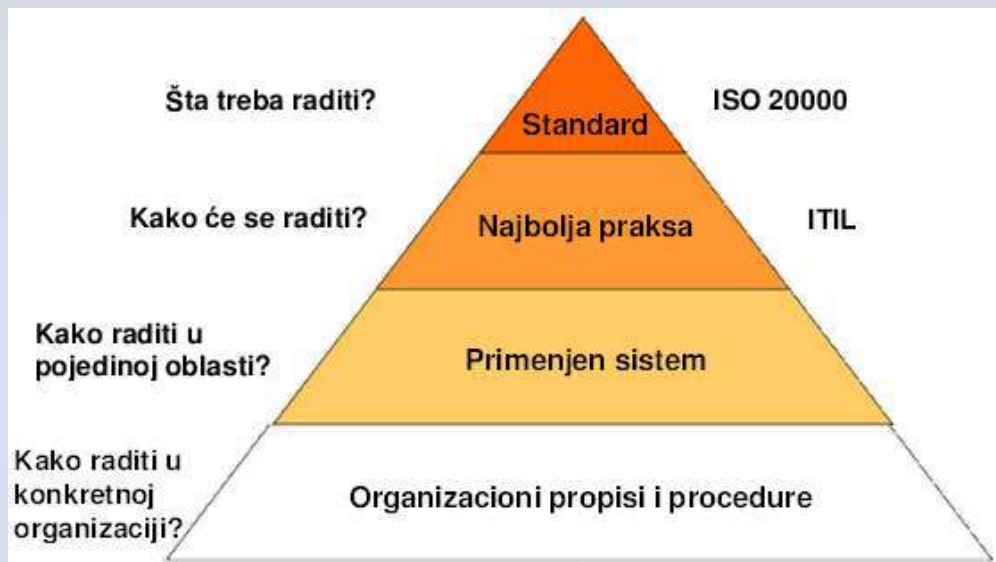 Šta treba raditi?
Standard
ISO 20000
Kako će se raditi?
Najbolja praksa
ITIL
Kako raditi u
pojedinoj oblasti?
Primenjen sistem
Kako raditi u
konkretnoj
organizaciji?
Organizacioni propisi i procedure